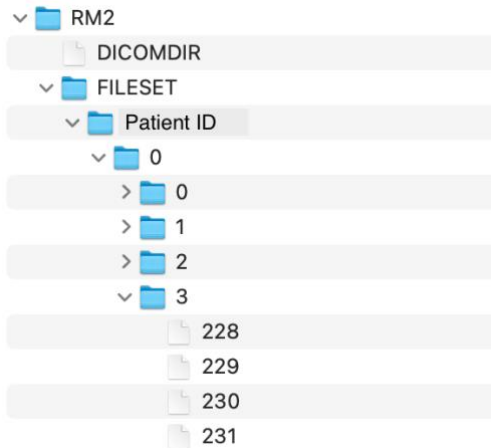 RM2
DICOMDIR
FILESET
Patient ID
0
0
1
2
3
228
229
230
231